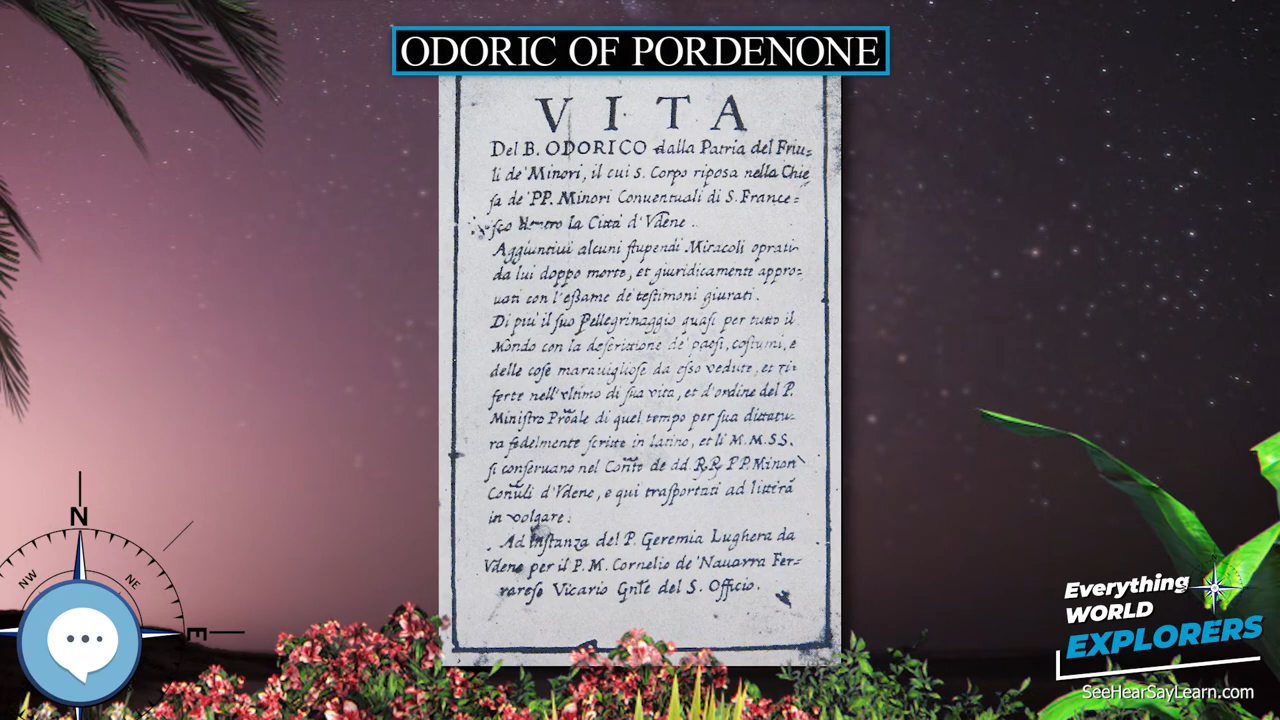 ODORIC OF PORDENONE
VITA
Del B. ODORICO dalla Patria del Friu=
li de' Minori, il cui S. Corpo riposa nella Chie
sa de' PP. Minori Conuentuali di S. France=
sco dentro la Città d'Vdene.
Aggiuntiui alcuni stupendi Miracoli oprati
da lui doppo morte, et giuridicamente appro=
uati con l'essame de testimoni giurati.
Di più il suo Pellegrinaggio quasi per tutto il
Mondo con la descrittione de' paesi, costumi, e
delle cose marauigliose da esso vedute, et ri=
ferte nell'vltimo di sua vita, et d'ordine del P.
Ministro Proale di quel tempo per sua dittatu=
ra fedelmente scritte in latino, et li M.M.SS.
si conseruano nel Conto de dd. RR. PP. Minori
Conuli d'Vdene, e qui trasportati ad litterã
in volgare.
Ad instanza del P. Geremia Lughera da
Vdene per il P. M. Cornelio de' Nauarra Fer=
rarese Vicario Gnle del S. Officio.
N
NW
NE
E
Everything
WORLD
EXPLORERS
SeeHearSayLearn.com